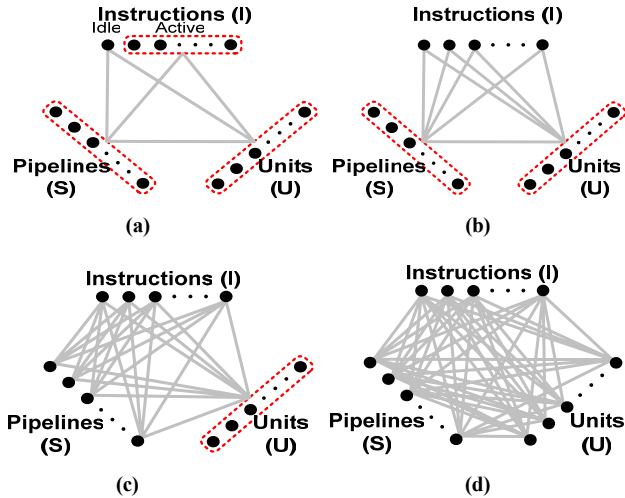 Instructions (I)
Idle
Active
Pipelines
(S)
Units
(U)
(a)
Instructions (I)
Pipelines
(S)
Units
(U)
(b)
Instructions (I)
Pipelines
(S)
Units
(U)
(c)
Instructions (I)
Pipelines
(S)
Units
(U)
(d)